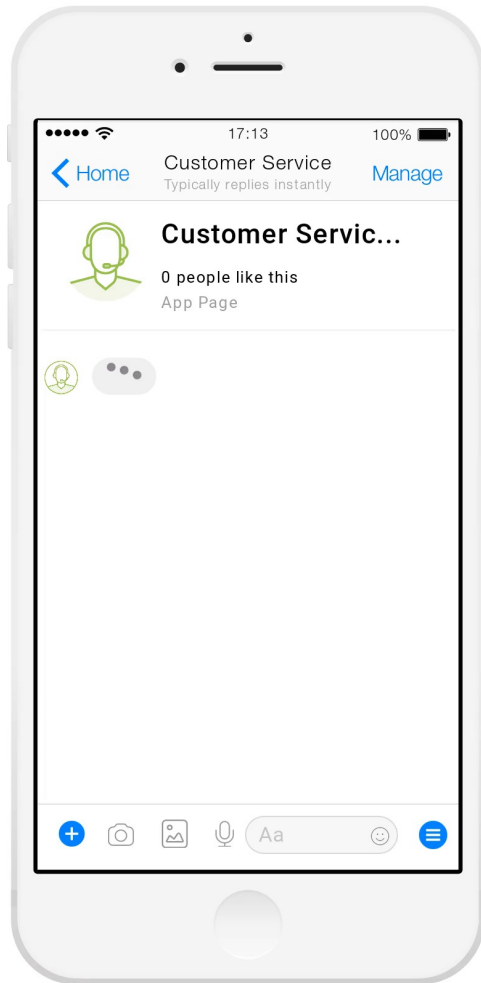 17:13
100%
Home
Customer Service
Manage
Typically replies instantly
Customer Servic...
0 people like this
App Page
Aa